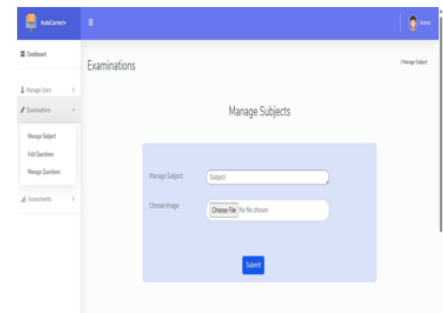 AutoCorrect+
Admin
Dashboard
Examinations
/Manage Subject
Manage Users
Examinations
Manage Subjects
Manage Subject
Add Questions
Manage Questions
Manage Subject:
Subject
Choose Image:
Choose File No file chosen
Assessments
Submit